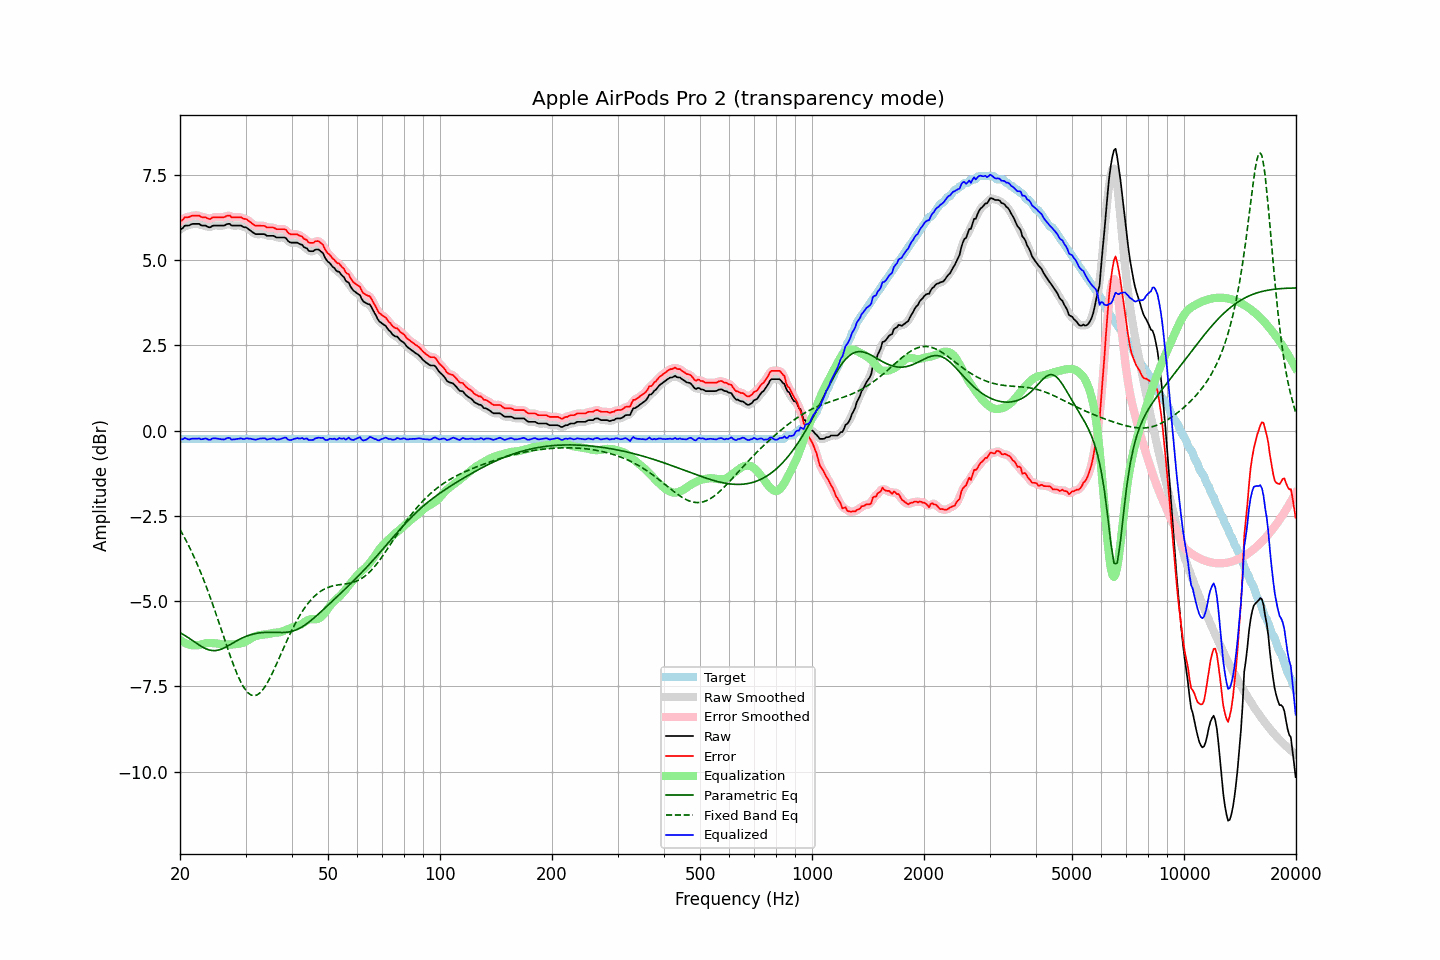 Apple AirPods Pro 2 (transparency mode)
Amplitude (dBr)
7.5
5.0
2.5
0.0
−2.5
−5.0
−7.5
−10.0
Target
Raw Smoothed
Error Smoothed
Raw
Error
Equalization
Parametric Eq
Fixed Band Eq
Equalized
20 50 100 200 500 1000 2000 5000 10000 20000
Frequency (Hz)